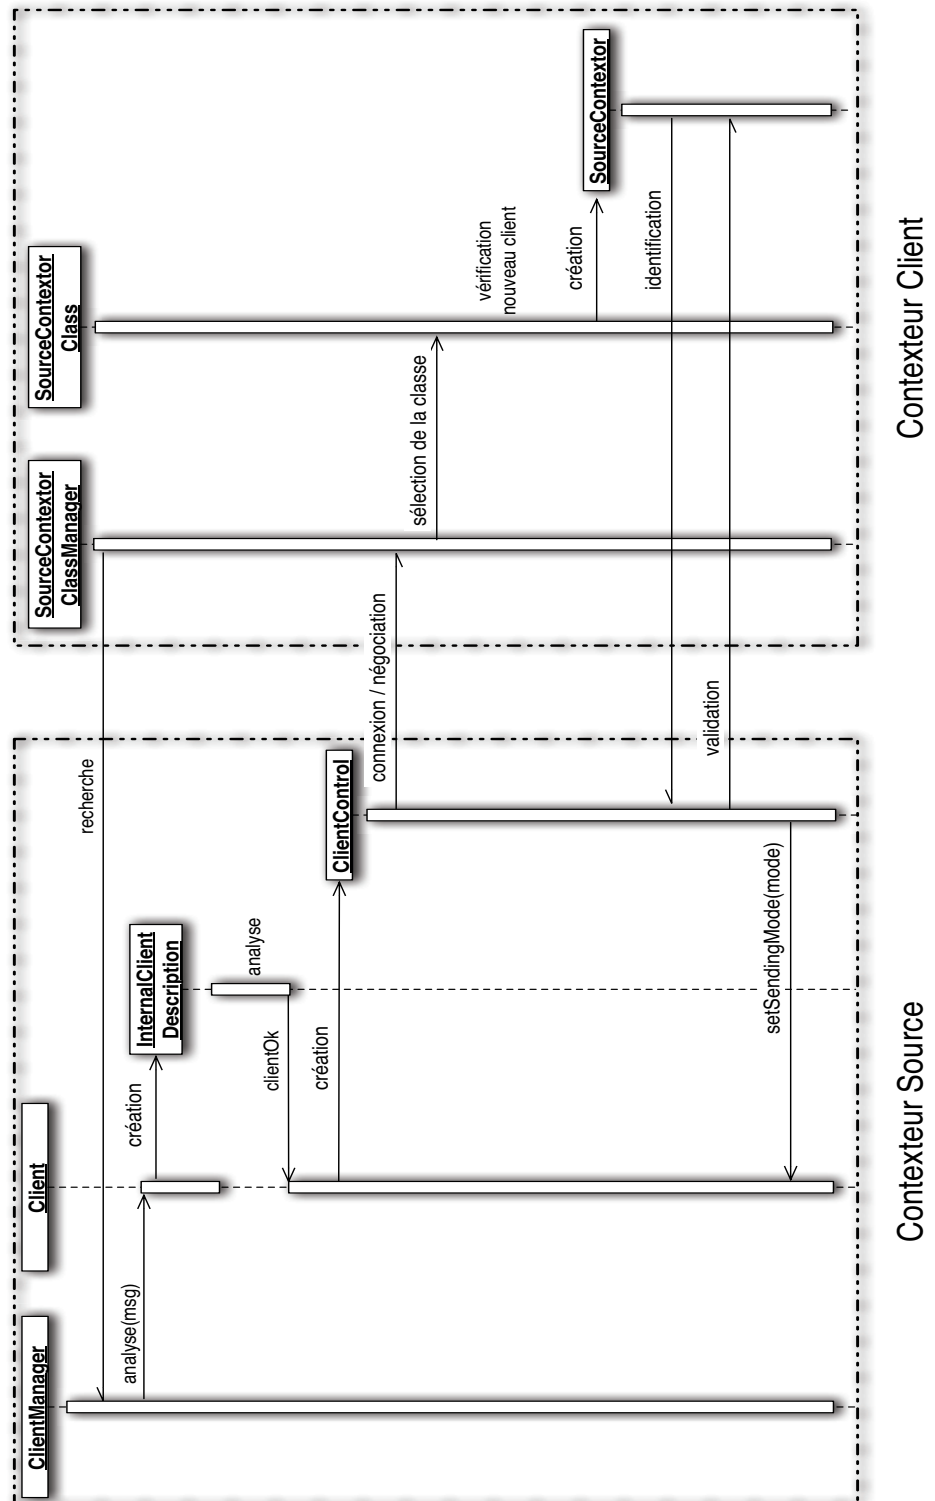 ClientManager
Client
InternalClient
Description
ClientControl
SourceContextor
ClassManager
SourceContextor
Class
SourceContextor
recherche
analyse(msg)
création
analyse
clientOk
création
connexion / négociation
sélection de la classe
vérification
nouveau client
création
identification
validation
setSendingMode(mode)
Contexteur Source
Contexteur Client